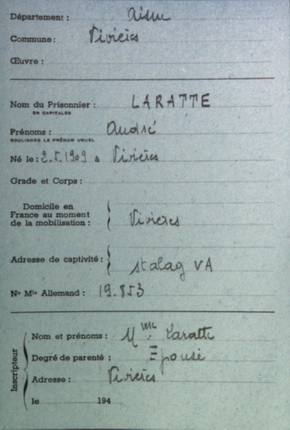 Département : Aisne
Commune : Vivières
Œuvre :
Nom du Prisonnier : LARATTE
EN CAPITALES
Prénoms : André
SOULIGNER LE PRÉNOM USUEL
Né le : 2.5.1909 à Vivières
Grade et Corps :
Domicile en
France au moment
de la mobilisation : Vivières
Adresse de captivité : Stalag VA
No Mle Allemand : 19.853
Inscripteur
Nom et prénoms : Mme Laratte
Degré de parenté : Epouse
Adresse : Vivières
le 194